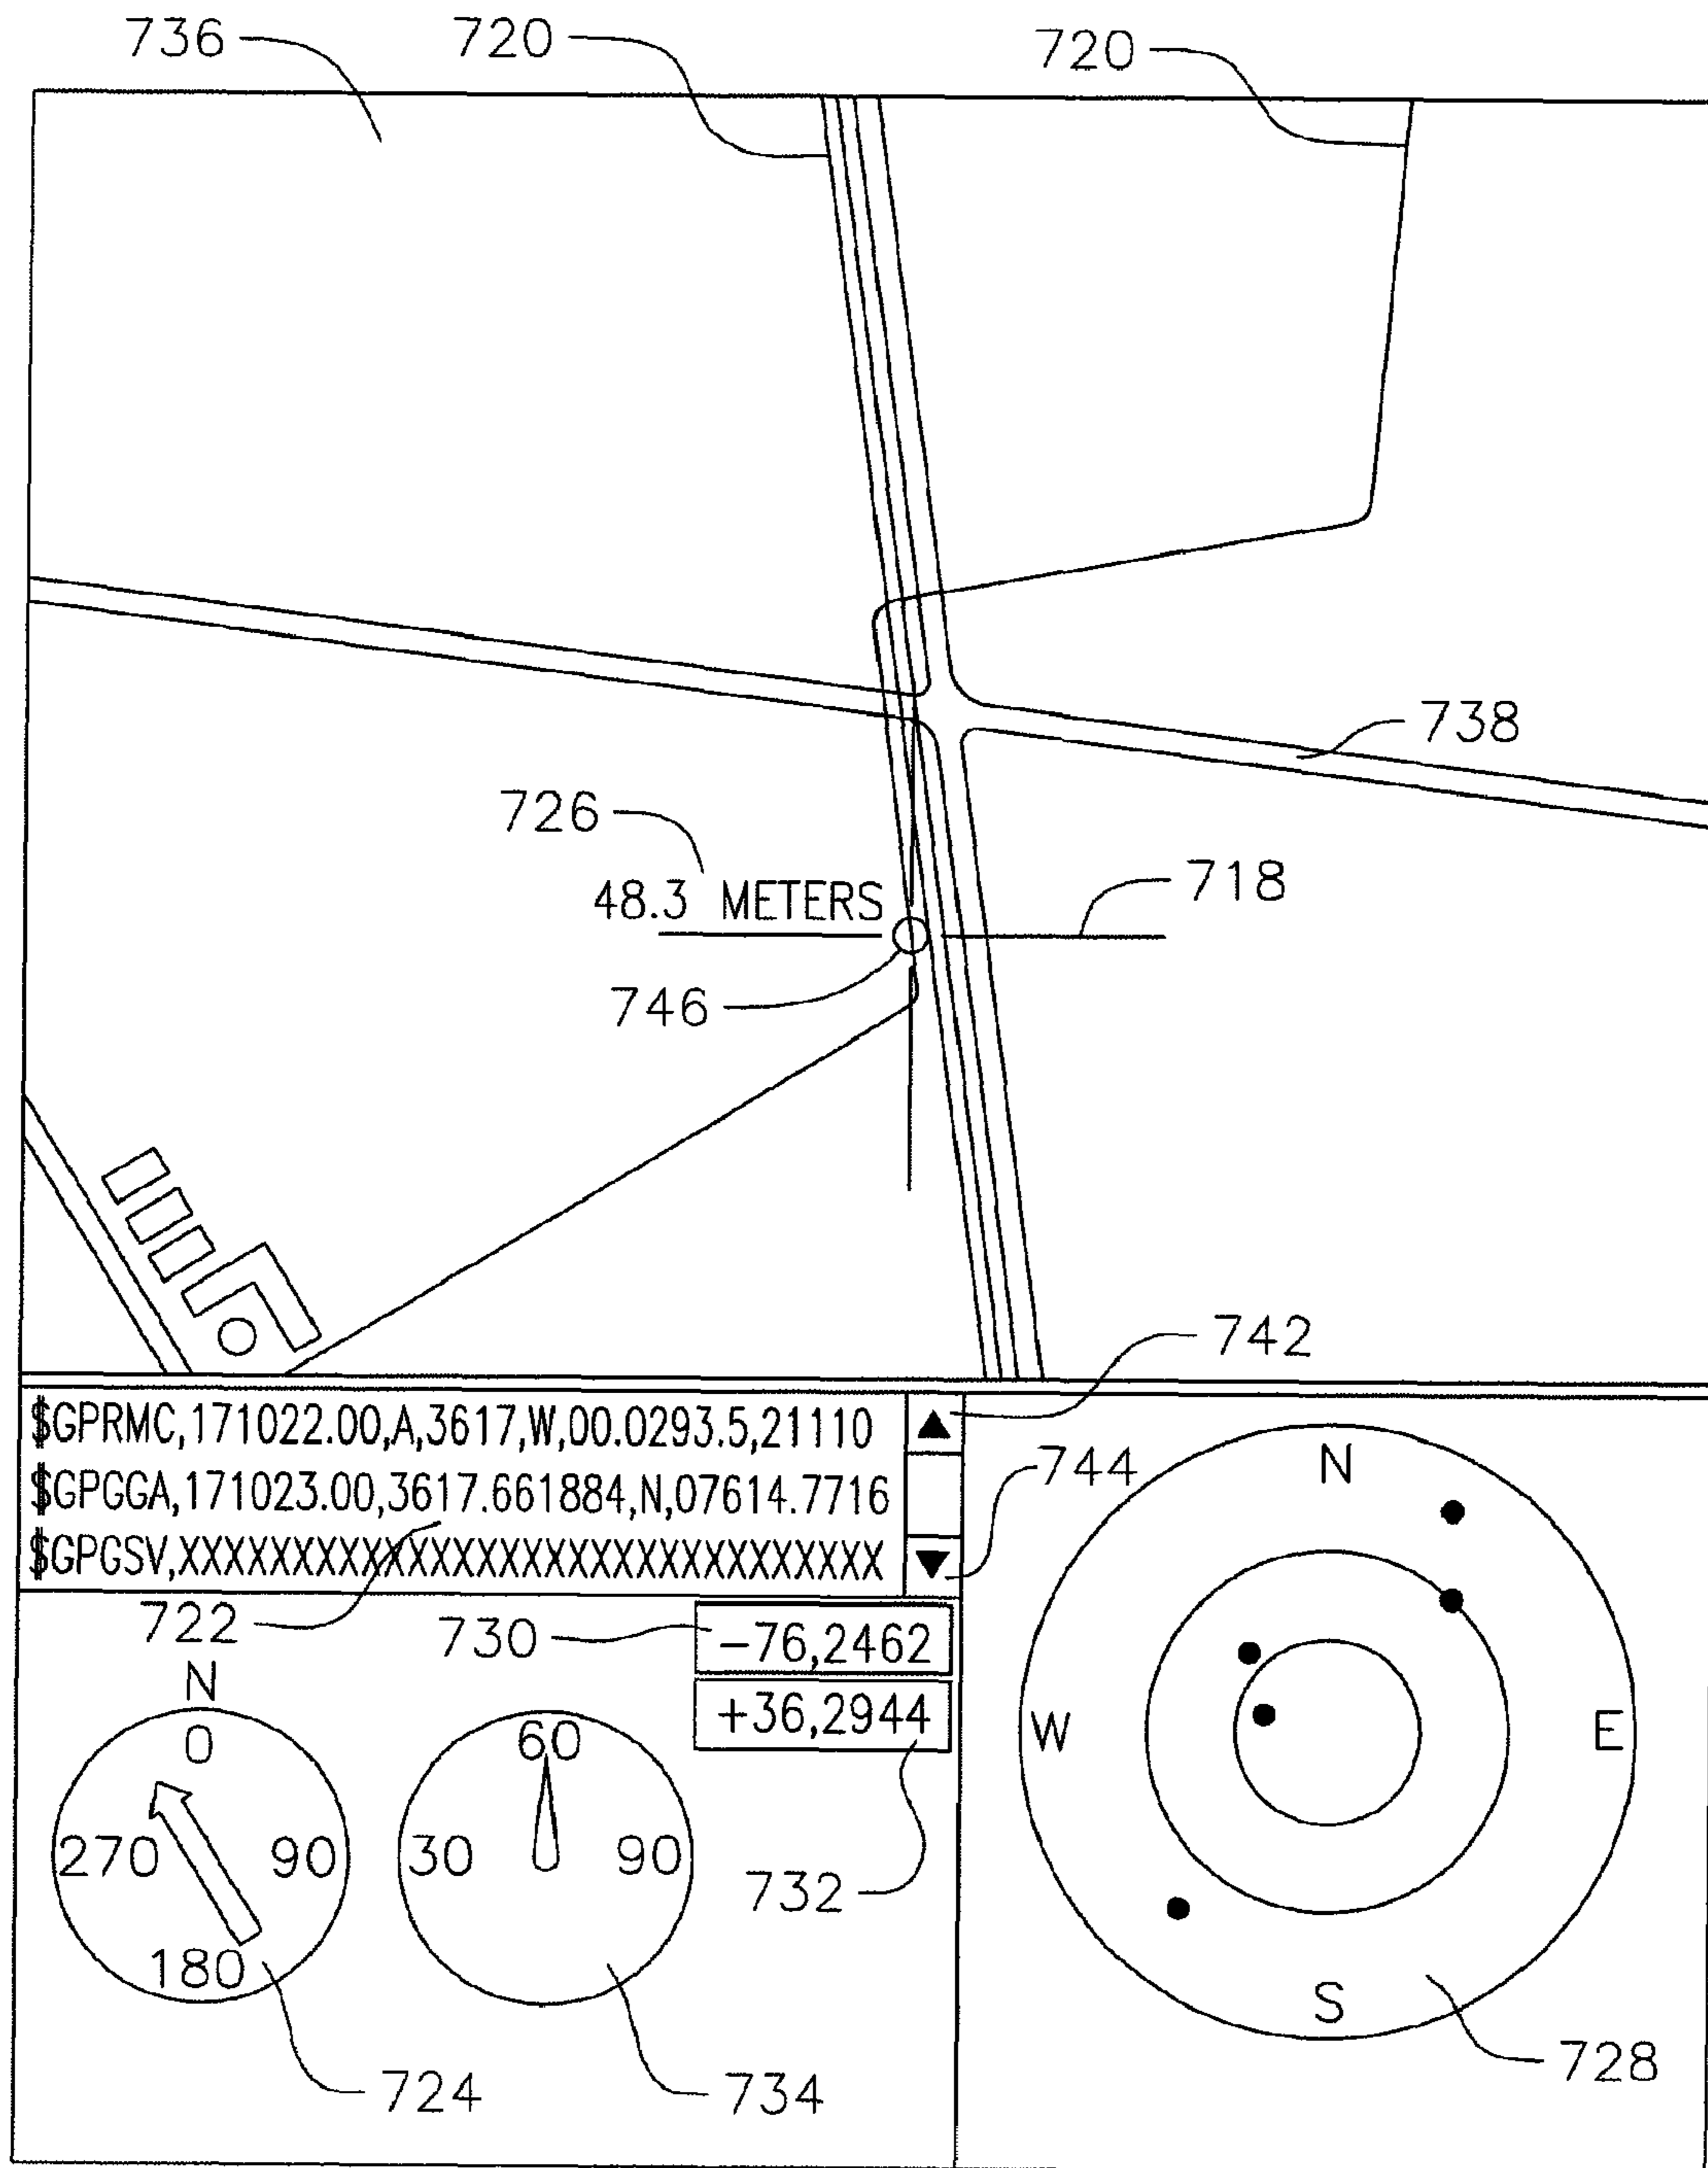 736
720
720
738
726
48.3 METERS
718
746
742
$GPRMC,171022.00,A,3617,W,00.0293.5,21110
$GPGGA,171023.00,3617.661884,N,07614.7716
$GPGSV,XXXXXXXXXXXXXXXXXXXXXXXXXXXXXXX
744
722
730
-76,2462
+36,2944
732
N
0
270
90
180
724
60
30
90
734
N
W
E
S
728